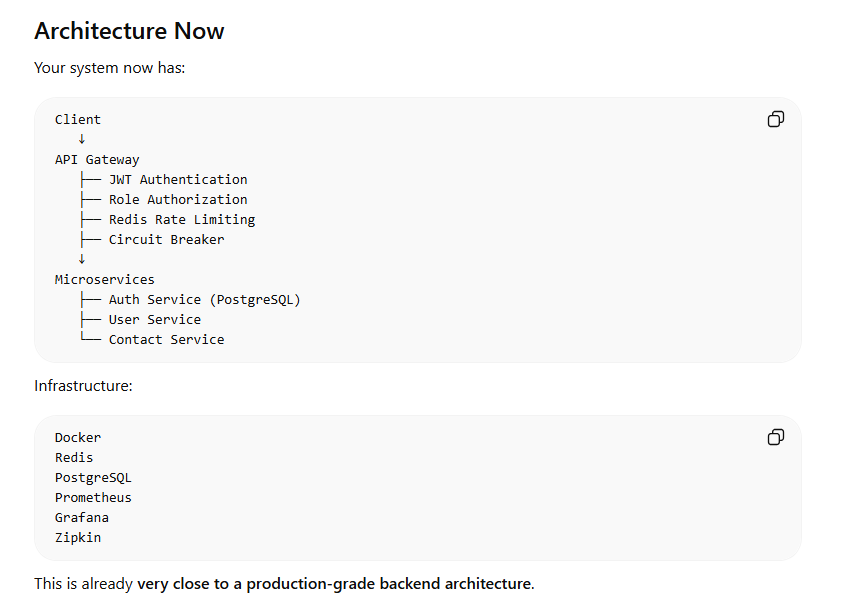 Architecture Now
Your system now has:
Client
↓
API Gateway
├── JWT Authentication
├── Role Authorization
├── Redis Rate Limiting
├── Circuit Breaker
↓
Microservices
├── Auth Service (PostgreSQL)
├── User Service
└── Contact Service
Infrastructure:
Docker
Redis
PostgreSQL
Prometheus
Grafana
Zipkin
This is already very close to a production-grade backend architecture.